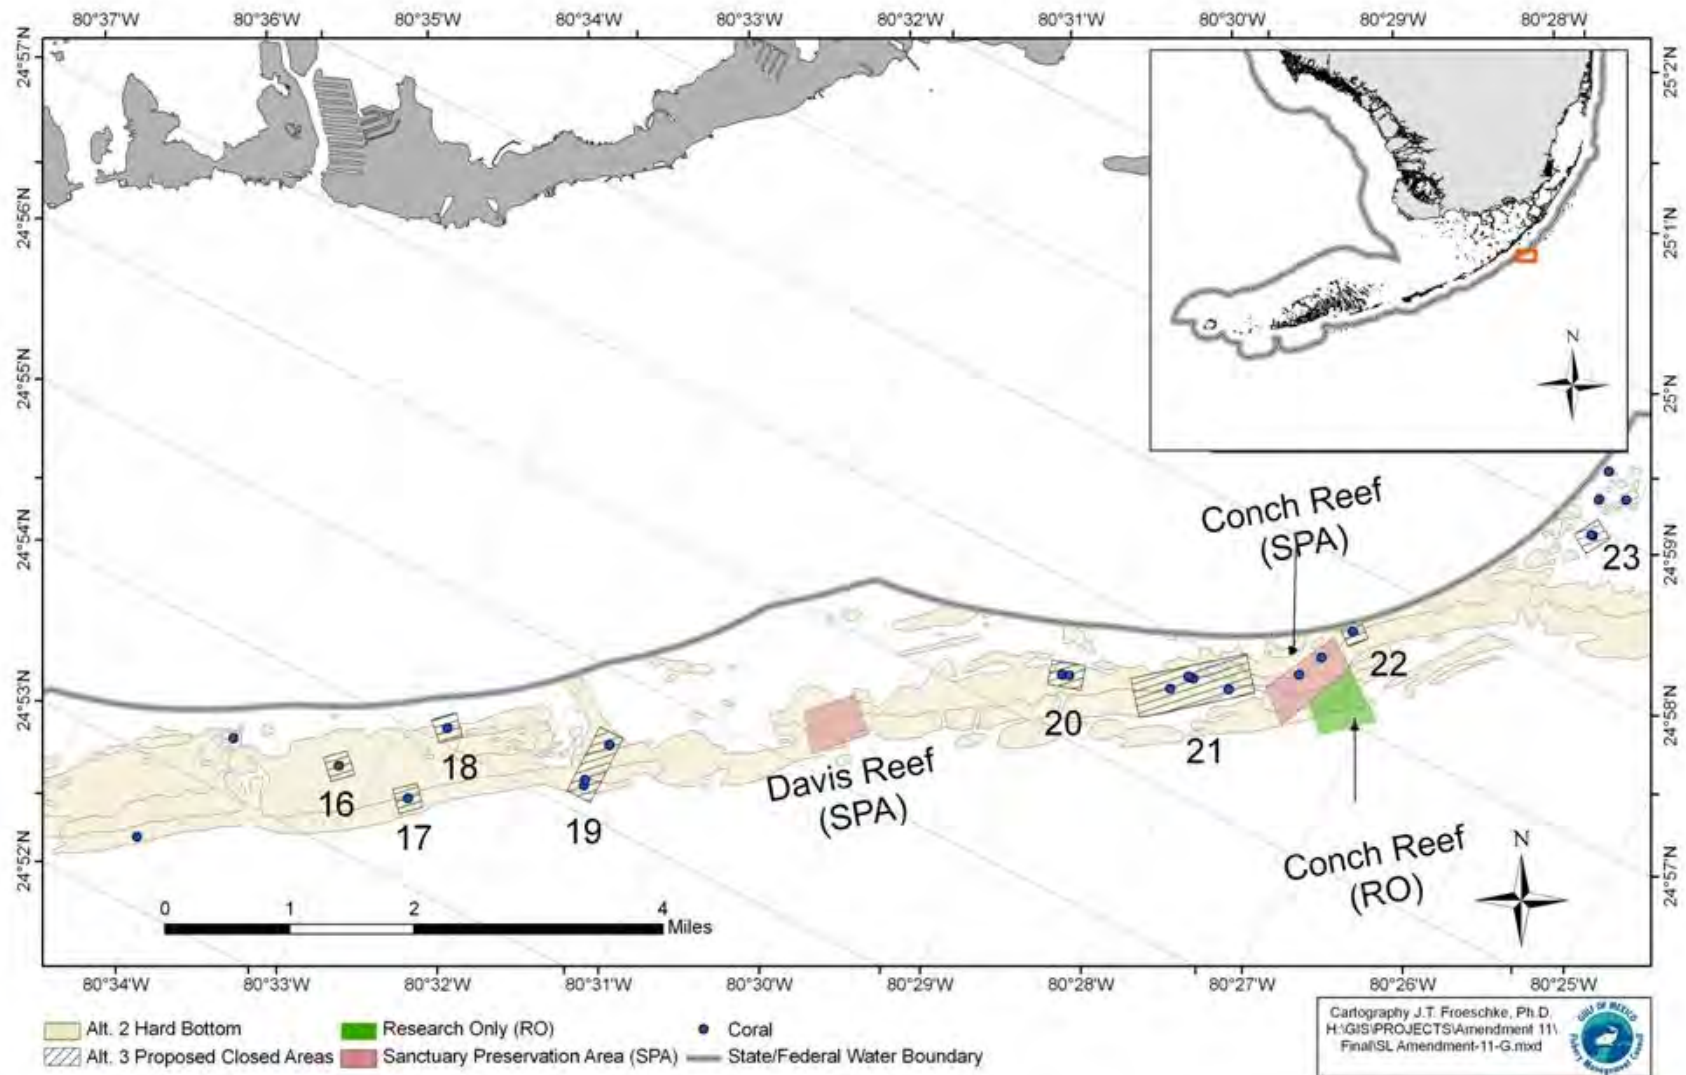 80°37'W 80°36'W 80°35'W 80°34'W 80°33'W 80°32'W 80°31'W 80°30'W 80°29'W 80°28'W
24°57'N
24°56'N
24°55'N
24°54'N
24°53'N
24°52'N
25°2'N
25°1'N
25°N
24°59'N
24°58'N
24°57'N
N
Conch Reef
(SPA)
23
22
20
21
18
16
17
19
Davis Reef
(SPA)
Conch Reef
(RO)
N
0 1 2 4
Miles
80°34'W 80°33'W 80°32'W 80°31'W 80°30'W 80°29'W 80°28'W 80°27'W 80°26'W 80°25'W
Alt. 2 Hard Bottom
Research Only (RO)
Coral
Alt. 3 Proposed Closed Areas
Sanctuary Preservation Area (SPA)
State/Federal Water Boundary
Cartography J.T. Froeschke, Ph.D.
H:\GIS\PROJECTS\Amendment 11\
Final\SL Amendment-11-G.mxd
GULF OF MEXICO
Fishery Management Council